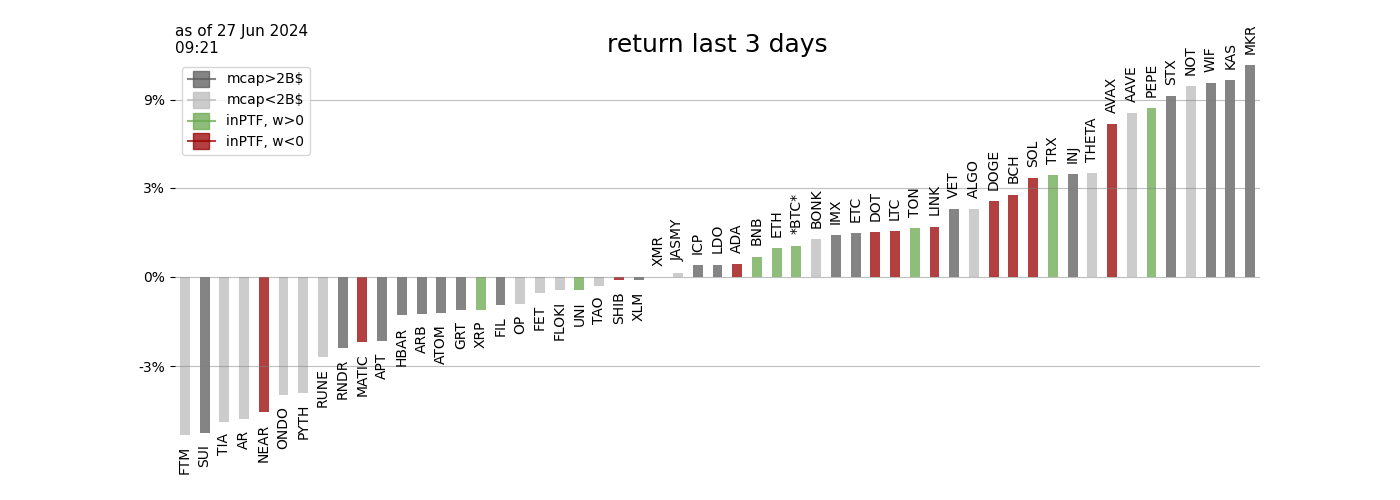 as of 27 Jun 2024
09:21
return last 3 days
mcap>2B$
mcap<2B$
inPTF, w>0
inPTF, w<0
9%
3%
0%
-3%
FTM
SUI
TIA
AR
NEAR
ONDO
PYTH
RUNE
RNDR
MATIC
APT
HBAR
ARB
ATOM
GRT
XRP
FIL
OP
FET
FLOKI
UNI
TAO
SHIB
XLM
XMR
JASMY
ICP
LDO
ADA
BNB
ETH
*BTC*
BONK
IMX
ETC
DOT
LTC
TON
LINK
VET
ALGO
DOGE
BCH
SOL
TRX
INJ
THETA
AVAX
AAVE
PEPE
STX
NOT
WIF
KAS
MKR